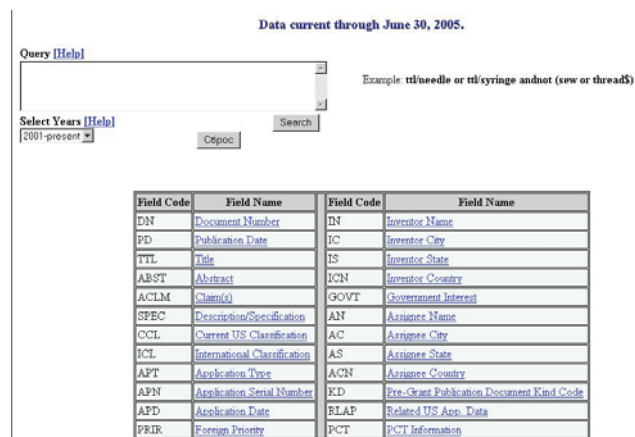 Data current through June 30, 2005.
Query [Help]
Example: ttl/needle or ttl/syringe andnot (sew or thread$)
Select Years [Help]
Search
2001-present
Сброс
Field Code Field Name Field Code Field Name
DN Document Number IN Inventor Name
PD Publication Date IC Inventor City
TTL Title IS Inventor State
ABST Abstract ICN Inventor Country
ACLM Claim(s) GOVT Government Interest
SPEC Description/Specification AN Assignee Name
CCL Current US Classification AC Assignee City
ICL International Classification AS Assignee State
APT Application Type ACN Assignee Country
APN Application Serial Number KD Pre-Grant Publication Document Kind Code
APD Application Date RLAP Related US App. Data
PRIR Foreign Priority PCT PCT Information